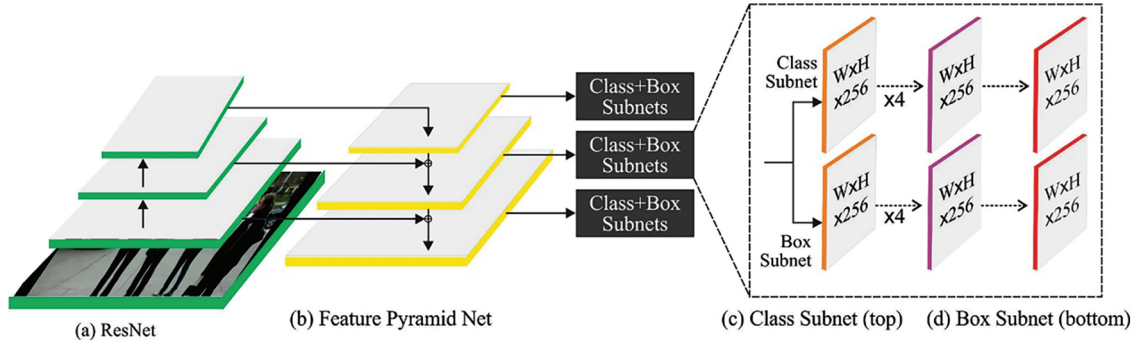 Class+Box
Subnets
Class+Box
Subnets
Class+Box
Subnets
Class
Subnet
WxH
x256
x4
WxH
x256
WxH
x256
Box
Subnet
WxH
x256
x4
WxH
x256
WxH
x256
(a) ResNet
(b) Feature Pyramid Net
(c) Class Subnet (top)
(d) Box Subnet (bottom)